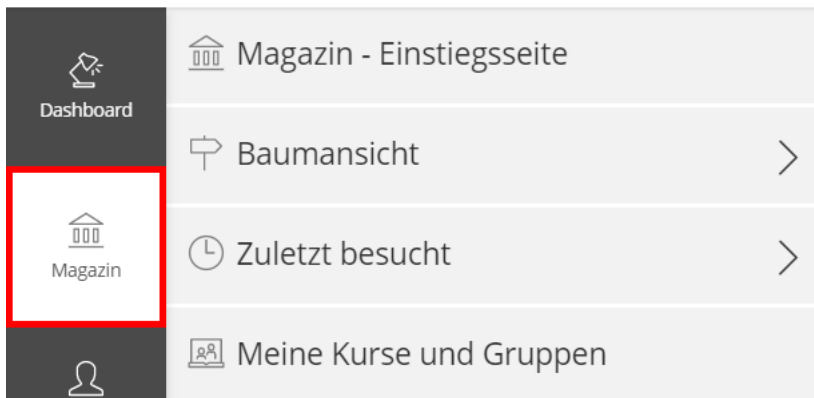 Dashboard
Magazin
Magazin - Einstiegsseite
Baumansicht
Zuletzt besucht
Meine Kurse und Gruppen